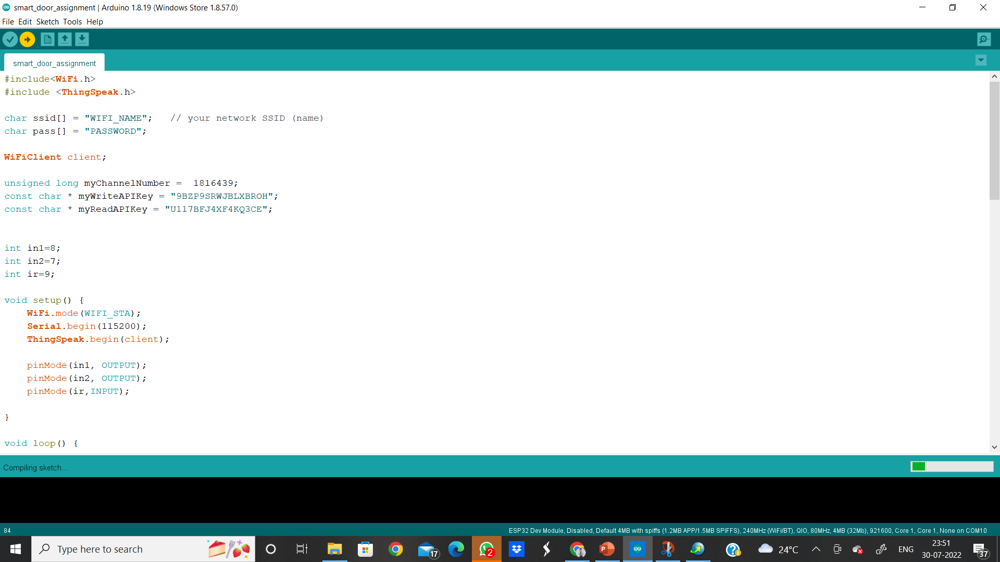 smart_door_assignment | Arduino 1.8.19 (Windows Store 1.8.57.0)
File Edit Sketch Tools Help
smart_door_assignment
#include<WiFi.h>
#include <ThingSpeak.h>
char ssid[] = "WIFI_NAME";   // your network SSID (name)
char pass[] = "PASSWORD";
WiFiClient client;
unsigned long myChannelNumber =  1816439;
const char * myWriteAPIKey = "9BZP9SRWJBLXBROH";
const char * myReadAPIKey = "U117BFJ4XF4KQ3CE";
int in1=8;
int in2=7;
int ir=9;
void setup() {
    WiFi.mode(WIFI_STA);
    Serial.begin(115200);
    ThingSpeak.begin(client);
    pinMode(in1, OUTPUT);
    pinMode(in2, OUTPUT);
    pinMode(ir,INPUT);
}
void loop() {
Compiling sketch...
84
ESP32 Dev Module, Disabled, Default 4MB with spiffs (1.2MB APP/1.5MB SPIFFS), 240MHz (WiFi/BT), QIO, 80MHz, 4MB (32Mb), 921600, Core 1, Core 1, None on COM10
Type here to search
17
2
P
24°C
ENG
23:51
30-07-2022
37